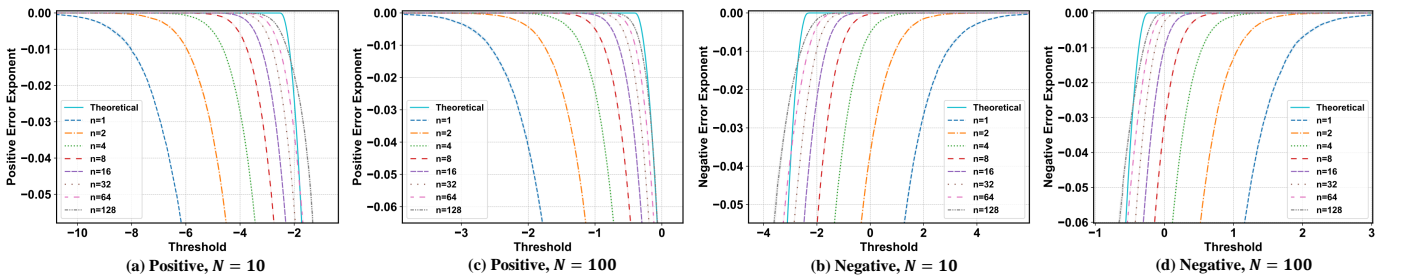 Positive Error Exponent
0.00
−0.01
−0.02
−0.03
−0.04
−0.05
Theoretical
n=1
n=2
n=4
n=8
n=16
n=32
n=64
n=128
−10
−8
−6
−4
−2
Threshold
(a) Positive, N = 10
Positive Error Exponent
0.00
−0.01
−0.02
−0.03
−0.04
−0.05
−0.06
Theoretical
n=1
n=2
n=4
n=8
n=16
n=32
n=64
n=128
−3
−2
−1
0
Threshold
(c) Positive, N = 100
Negative Error Exponent
0.00
−0.01
−0.02
−0.03
−0.04
−0.05
Theoretical
n=1
n=2
n=4
n=8
n=16
n=32
n=64
n=128
−4
−2
0
2
4
Threshold
(b) Negative, N = 10
Negative Error Exponent
0.00
−0.01
−0.02
−0.03
−0.04
−0.05
−0.06
Theoretical
n=1
n=2
n=4
n=8
n=16
n=32
n=64
n=128
−1
0
1
2
3
Threshold
(d) Negative, N = 100